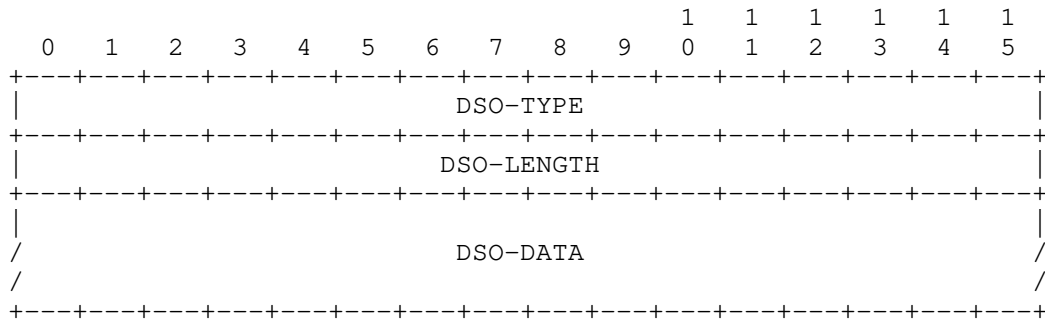 1 1 1 1 1 1
0 1 2 3 4 5 6 7 8 9 0 1 2 3 4 5
DSO-TYPE
DSO-LENGTH
DSO-DATA